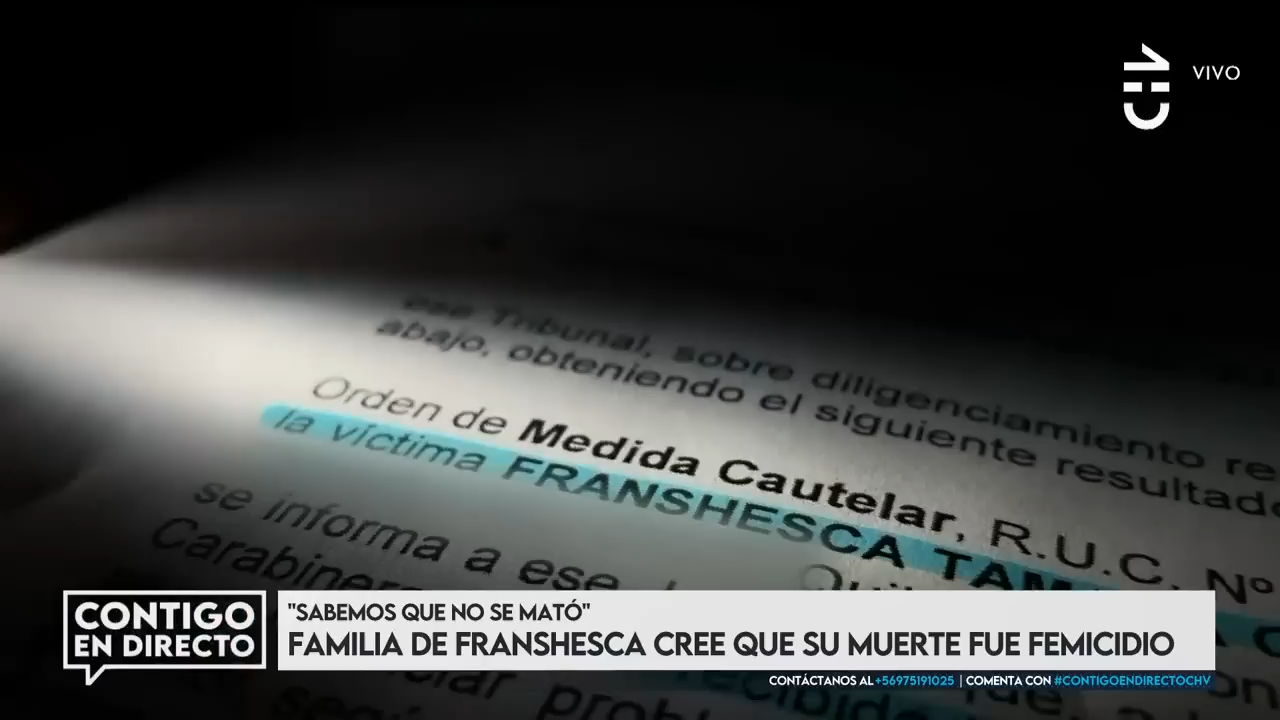 CHV
VIVO
ese Tribunal, sobre diligenciamiento
abajo, obteniendo el siguiente
Orden de Medida Cautelar, R.U.C. Nº
la víctima FRANSHESCA
se informa a ese
CONTIGO
EN DIRECTO
"SABEMOS QUE NO SE MATÓ"
FAMILIA DE FRANSHESCA CREE QUE SU MUERTE FUE FEMICIDIO
CONTÁCTANOS AL +56975191025 | COMENTA CON #CONTIGOENDIRECTOCHV